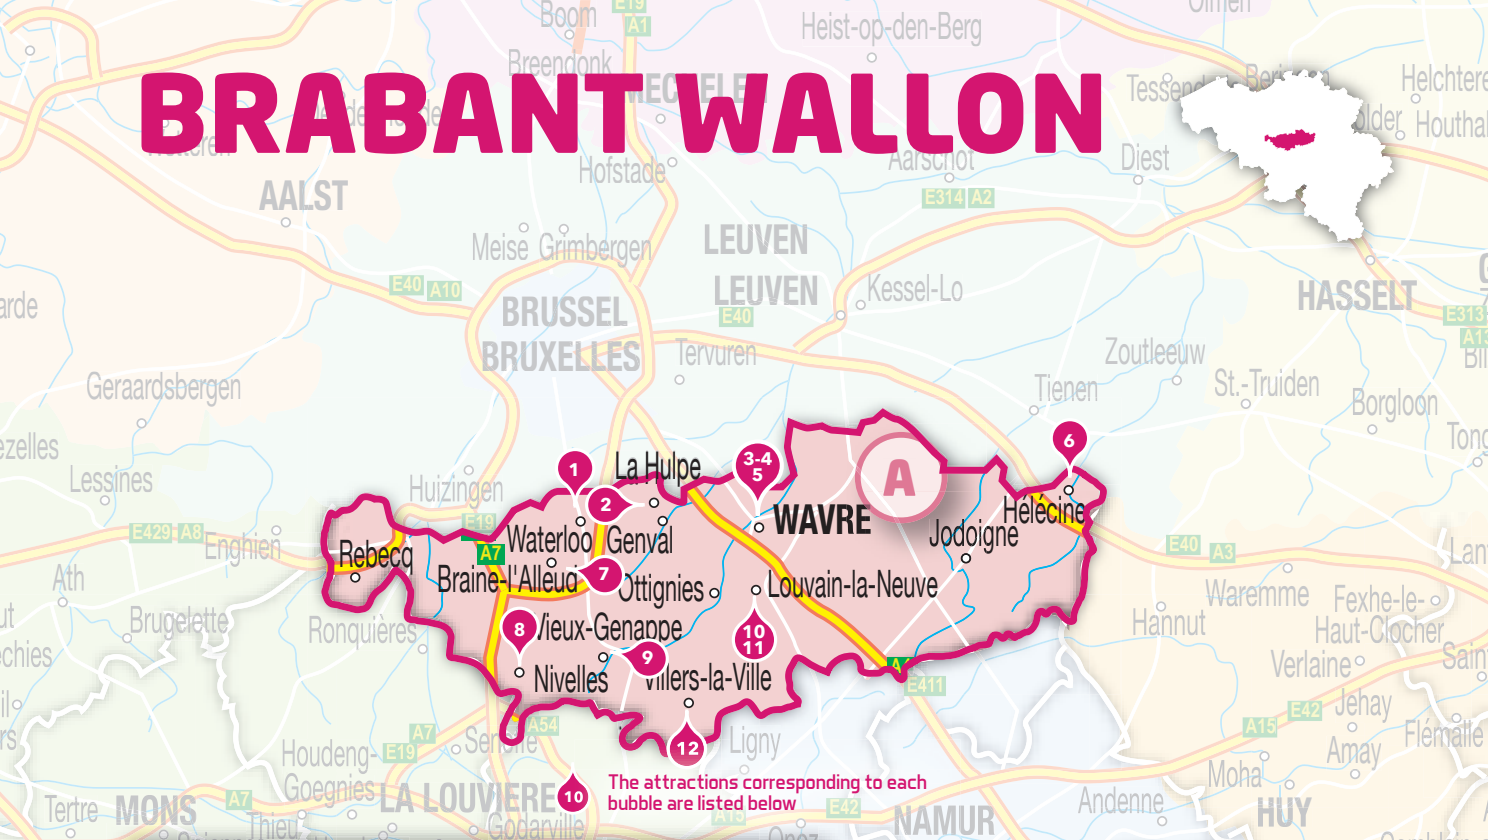 Boom
E19
A1
Heist-op-den-Berg
Olmen
Breendonk
BRABANT WALLON
Hofstade
Aarschot
Diest
E314 A2
AALST
Meise Grimbergen
LEUVEN
LEUVEN
E40
Kessel-Lo
E40 A10
BRUSSEL
BRUXELLES
Tervuren
HASSELT
E313
Zoutleeuw
Tienen
St.-Truiden
Borgloon
Geraardsbergen
Lessines
Huizingen
1
La Hulpe
3-4
5
6
A
2
E19
A7
Waterloo
Genval
WAVRE
Jodoigne
Hélécine
E429 A8
Enghien
Rebecq
Braine-l'Alleud
7
Ottignies
Louvain-la-Neuve
E40 A3
Ath
Waremme
Fexhe-le-
Haut-Clocher
Hannut
Brugelette
Ronquières
8
Vieux-Genappe
10
11
9
Nivelles
Villers-la-Ville
Verlaine
E411
Jehay
E42
A15
A54
A7
E19
Houdeng-
Goegnies
12
Ligny
Amay
Flémalle
Moha
Tertre
MONS
A7
LA LOUVIERE
10
The attractions corresponding to each
bubble are listed below
E42
A15
NAMUR
Andenne
HUY
Thieu
Godarville